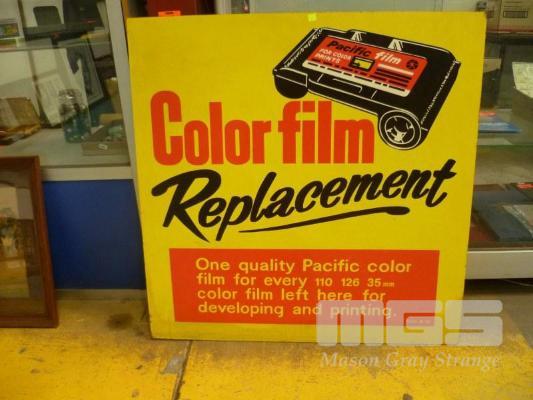 Pacific film
FOR COLOR
PRINTS
Color film
Replacement
One quality Pacific color
film for every 110 126 35mm
color film left here for
developing and printing.
MGS
Mason Gray Strange